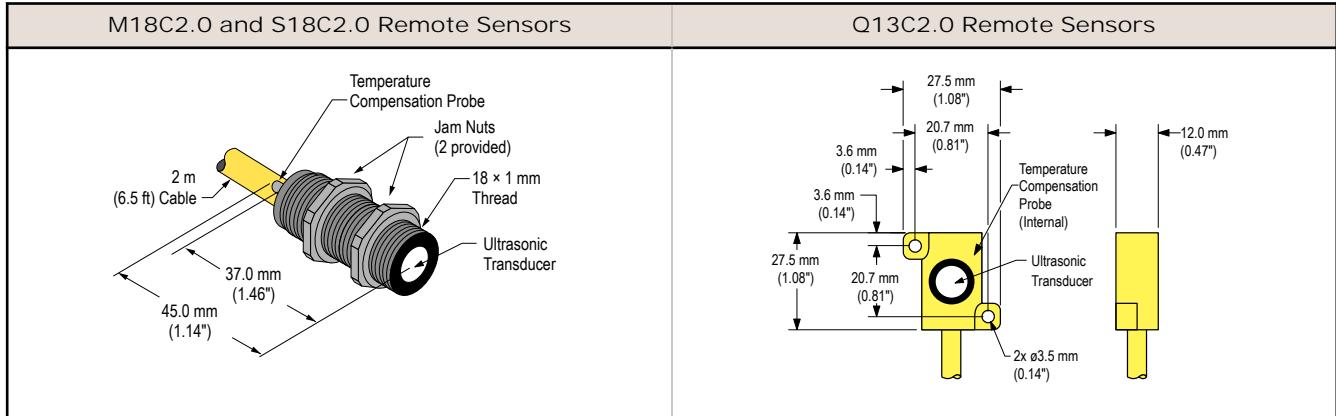 M18C2.0 and S18C2.0 Remote Sensors
Temperature
Compensation Probe
Jam Nuts
(2 provided)
2 m
(6.5 ft) Cable
18 × 1 mm
Thread
Ultrasonic
Transducer
37.0 mm
(1.46")
45.0 mm
(1.14")
Q13C2.0 Remote Sensors
27.5 mm
(1.08")
20.7 mm
(0.81")
12.0 mm
(0.47")
3.6 mm
(0.14")
Temperature
Compensation
Probe
(Internal)
3.6 mm
(0.14")
27.5 mm
(1.08")
20.7 mm
(0.81")
Ultrasonic
Transducer
2x ø3.5 mm
(0.14")